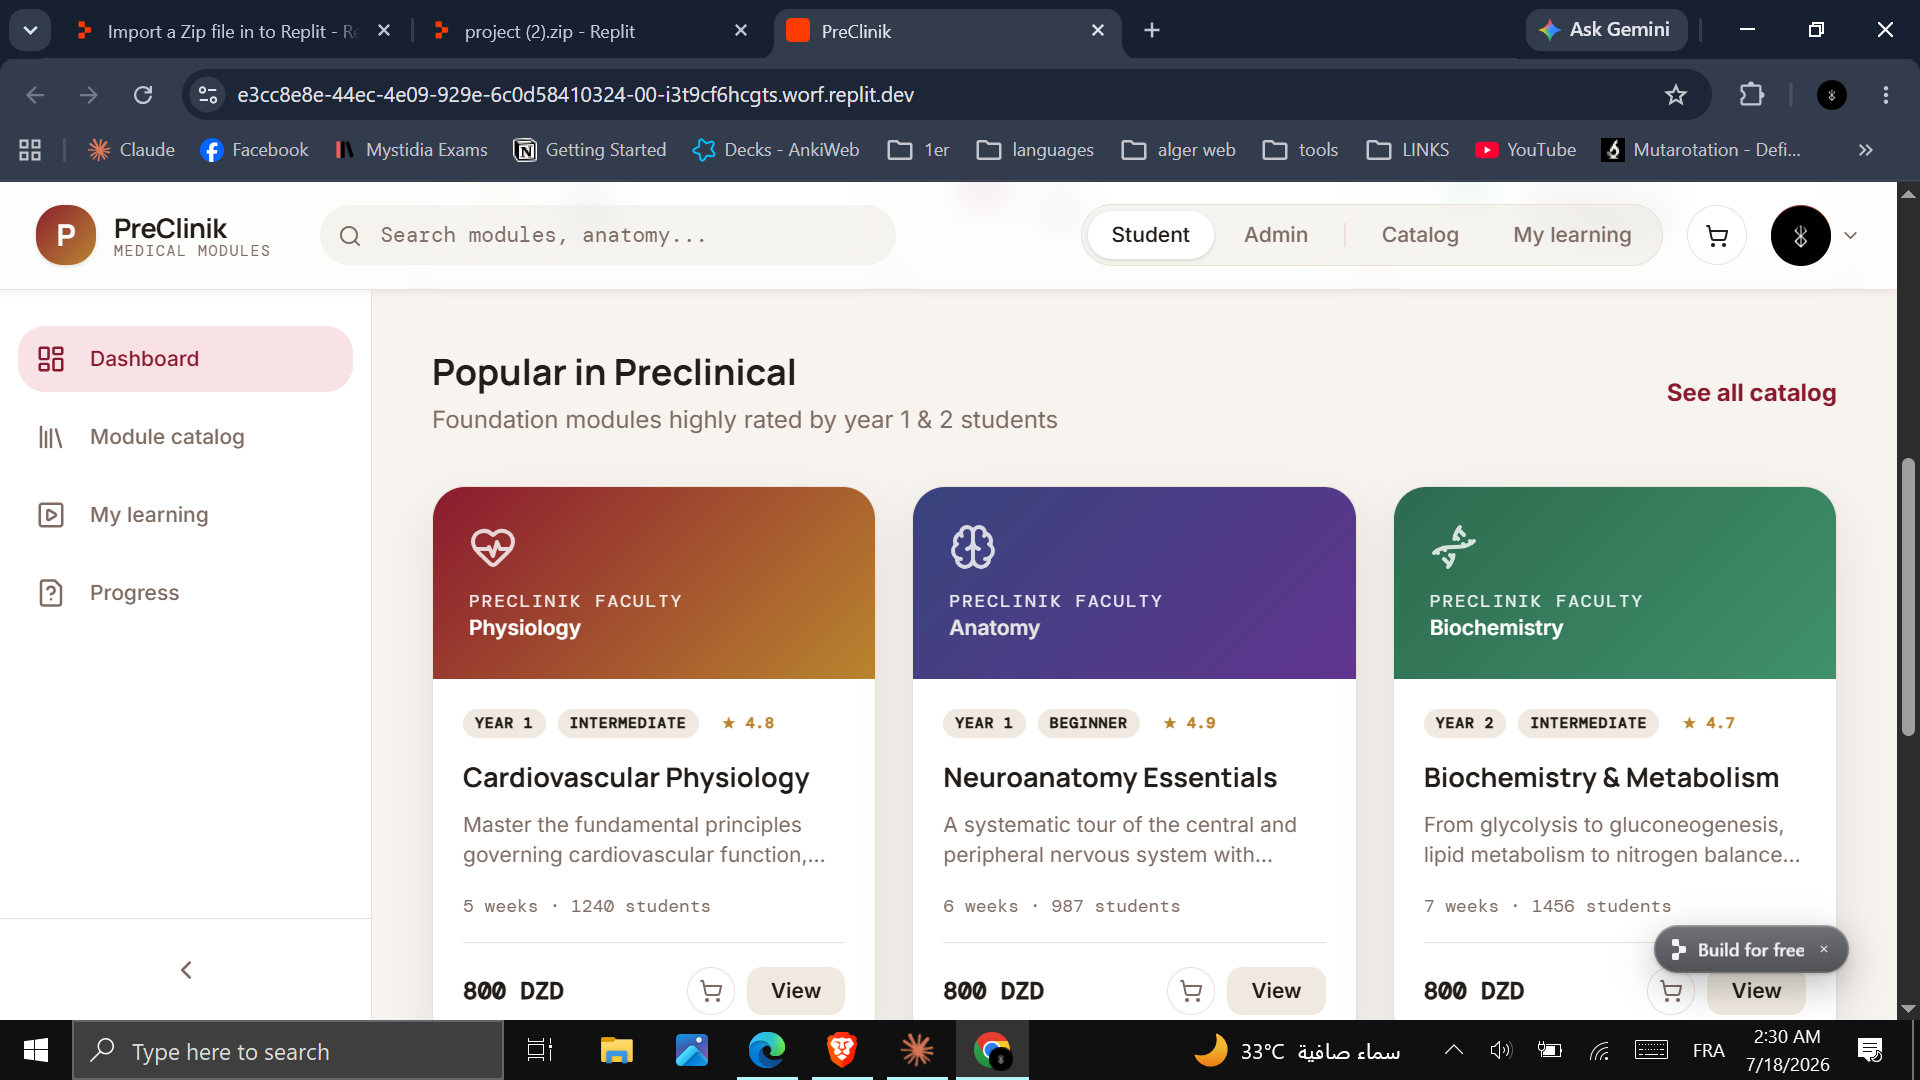 Import a Zip file in to Replit - Re
project (2).zip - Replit
PreClinik
Ask Gemini
e3cc8e8e-44ec-4e09-929e-6c0d58410324-00-i3t9cf6hcgts.worf.replit.dev
Claude
Facebook
Mystidia Exams
Getting Started
Decks - AnkiWeb
1er
languages
alger web
tools
LINKS
YouTube
Mutarotation - Defi...
P
PreClinik
MEDICAL MODULES
Search modules, anatomy...
Student
Admin
Catalog
My learning
Dashboard
Module catalog
My learning
Progress
Popular in Preclinical
Foundation modules highly rated by year 1 & 2 students
See all catalog
PRECLINIK FACULTY
Physiology
YEAR 1 INTERMEDIATE ★ 4.8
Cardiovascular Physiology
Master the fundamental principles
governing cardiovascular function,...
5 weeks · 1240 students
800 DZD
View
PRECLINIK FACULTY
Anatomy
YEAR 1 BEGINNER ★ 4.9
Neuroanatomy Essentials
A systematic tour of the central and
peripheral nervous system with...
6 weeks · 987 students
800 DZD
View
PRECLINIK FACULTY
Biochemistry
YEAR 2 INTERMEDIATE ★ 4.7
Biochemistry & Metabolism
From glycolysis to gluconeogenesis,
lipid metabolism to nitrogen balance...
7 weeks · 1456 students
800 DZD
View
Build for free
Type here to search
33°C سماء صافية
FRA
2:30 AM
7/18/2026